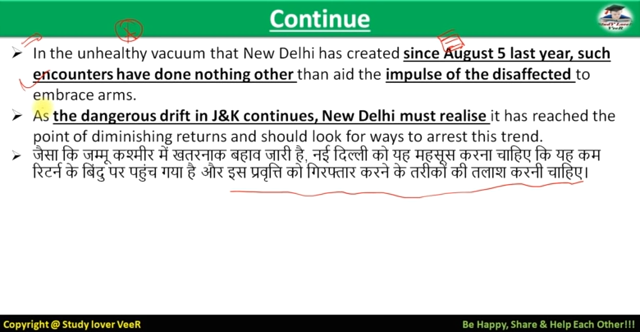 Continue
In the unhealthy vacuum that New Delhi has created since August 5 last year, such
encounters have done nothing other than aid the impulse of the disaffected to
embrace arms.
As the dangerous drift in J&K continues, New Delhi must realise it has reached the
point of diminishing returns and should look for ways to arrest this trend.
जैसा कि जम्मू कश्मीर में खतरनाक बहाव जारी है, नई दिल्ली को यह महसूस करना चाहिए कि यह कम
रिटर्न के बिंदु पर पहुंच गया है और इस प्रवृत्ति को गिरफ्तार करने के तरीकों की तलाश करनी चाहिए।
Copyright @ Study lover VeeR
Be Happy, Share & Help Each Other!!!